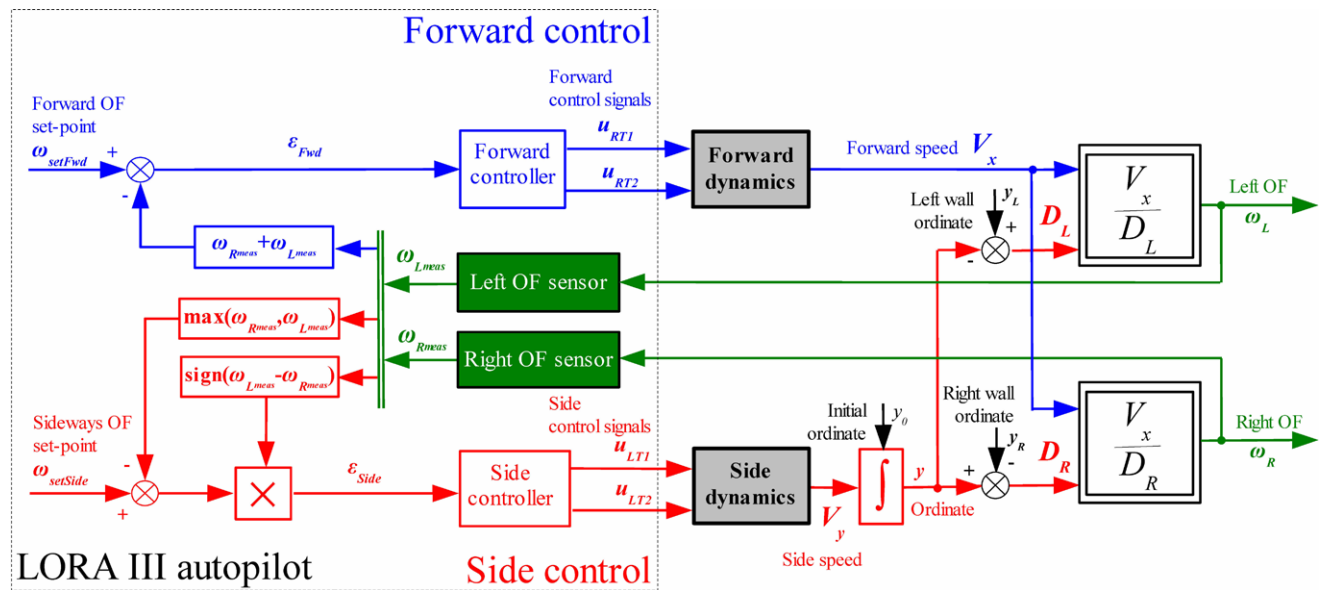 Forward control
Forward OF
set-point
ω_setFwd
+
-
ε_Fwd
Forward
controller
Forward
control signals
u_RT1
u_RT2
Forward
dynamics
Forward speed V_x
V_x
D_L
Left OF
ω_L
Left wall
ordinate
y_L
+
-
D_L
ω_Rmeas+ω_Lmeas
ω_Lmeas
Left OF sensor
max(ω_Rmeas,ω_Lmeas)
ω_Rmeas
Right OF sensor
sign(ω_Lmeas-ω_Rmeas)
Sideways OF
set-point
ω_setSide
-
+
×
ε_Side
Side
controller
Side
control signals
u_LT1
u_LT2
Side
dynamics
V_y
Side speed
Initial
ordinate
y_0
∫
y
Ordinate
Right wall
ordinate
y_R
+
-
D_R
V_x
D_R
Right OF
ω_R
LORA III autopilot
Side control